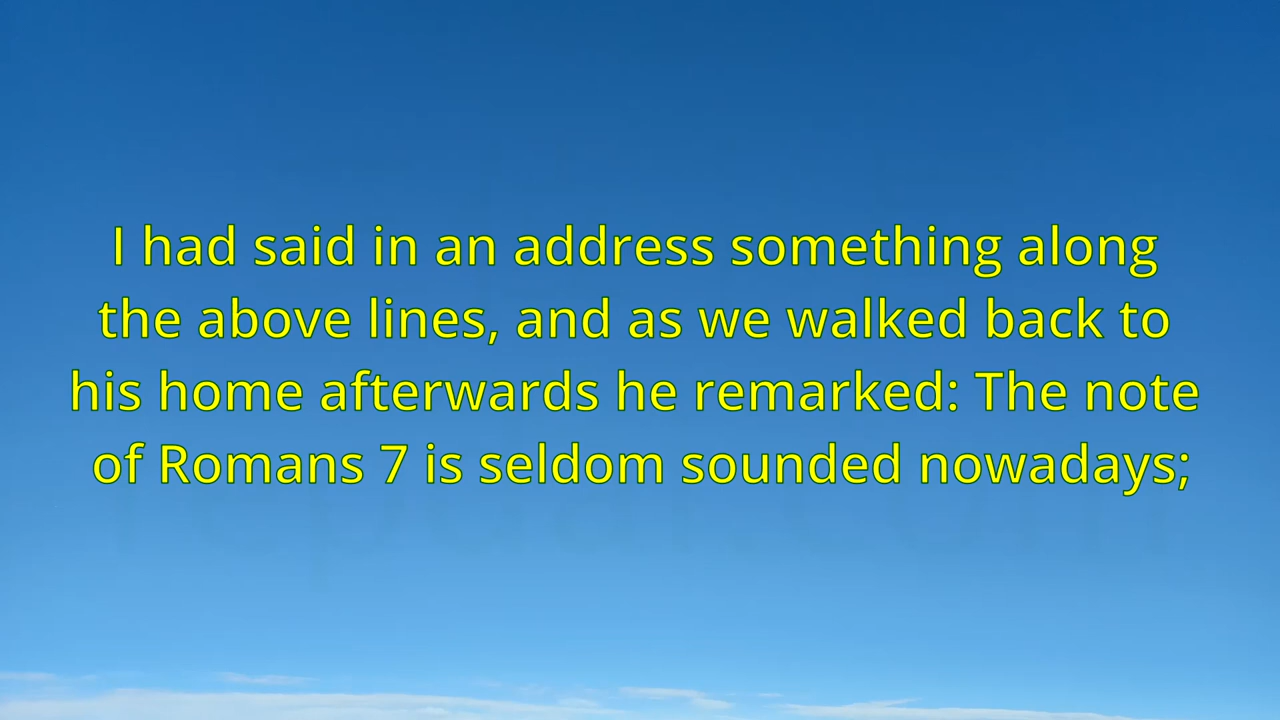 I had said in an address something along
the above lines, and as we walked back to
his home afterwards he remarked: The note
of Romans 7 is seldom sounded nowadays;